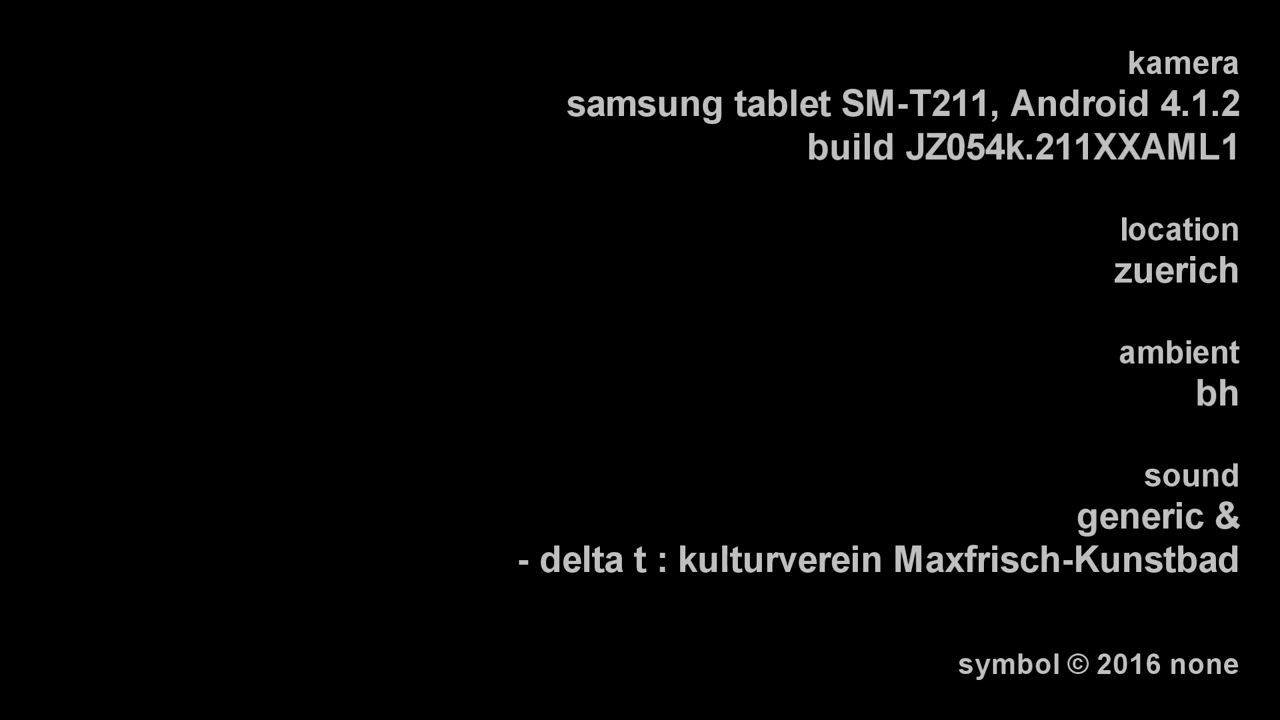 kamera
samsung tablet SM-T211, Android 4.1.2
build JZ054k.211XXAML1
location
zuerich
ambient
bh
sound
generic &
- delta t : kulturverein Maxfrisch-Kunstbad
symbol © 2016 none